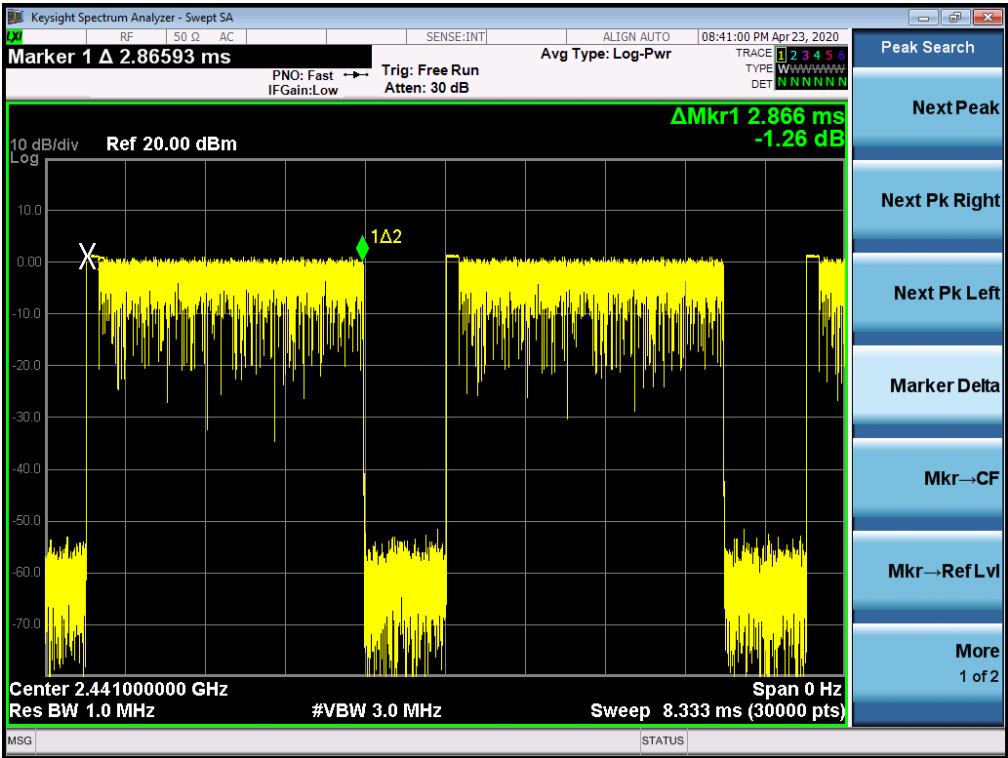 Keysight Spectrum Analyzer - Swept SA
LXI RF 50 Ω AC SENSE:INT ALIGN AUTO 08:41:00 PM Apr 23, 2020
Marker 1 Δ 2.86593 ms
PNO: Fast
IFGain:Low
Trig: Free Run
Atten: 30 dB
Avg Type: Log-Pwr
TRACE 1 2 3 4 5 6
TYPE WWWWWW
DET N N N N N N
ΔMkr1 2.866 ms
-1.26 dB
10 dB/div Ref 20.00 dBm
Log
10.0
0.00
-10.0
-20.0
-30.0
-40.0
-50.0
-60.0
-70.0
1Δ2
X
Center 2.441000000 GHz Span 0 Hz
Res BW 1.0 MHz #VBW 3.0 MHz Sweep 8.333 ms (30000 pts)
MSG STATUS
Peak Search
Next Peak
Next Pk Right
Next Pk Left
Marker Delta
Mkr→CF
Mkr→Ref Lvl
More
1 of 2